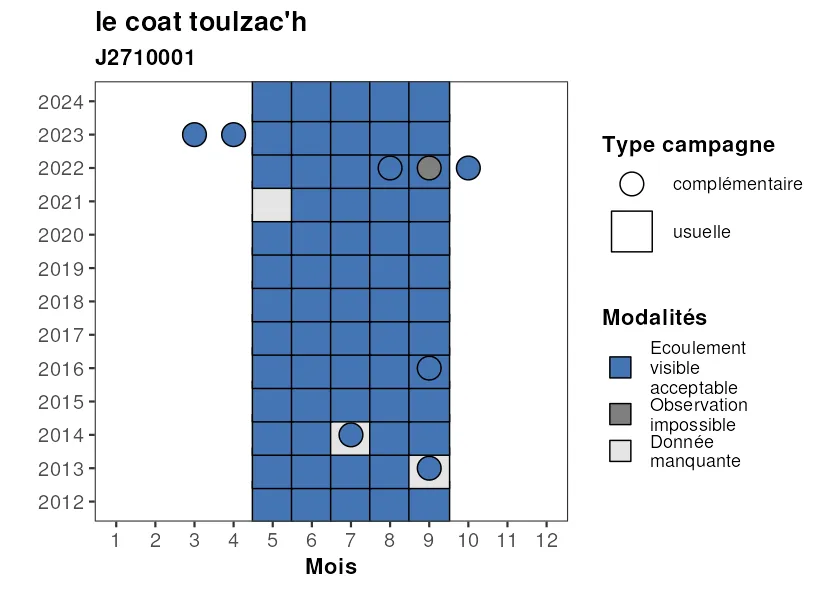 le coat toulzac'h
J2710001
2024
2023
2022
2021
2020
2019
2018
2017
2016
2015
2014
2013
2012
1 2 3 4 5 6 7 8 9 10 11 12
Mois
Type campagne
complémentaire
usuelle
Modalités
Ecoulement
visible
acceptable
Observation
impossible
Donnée
manquante